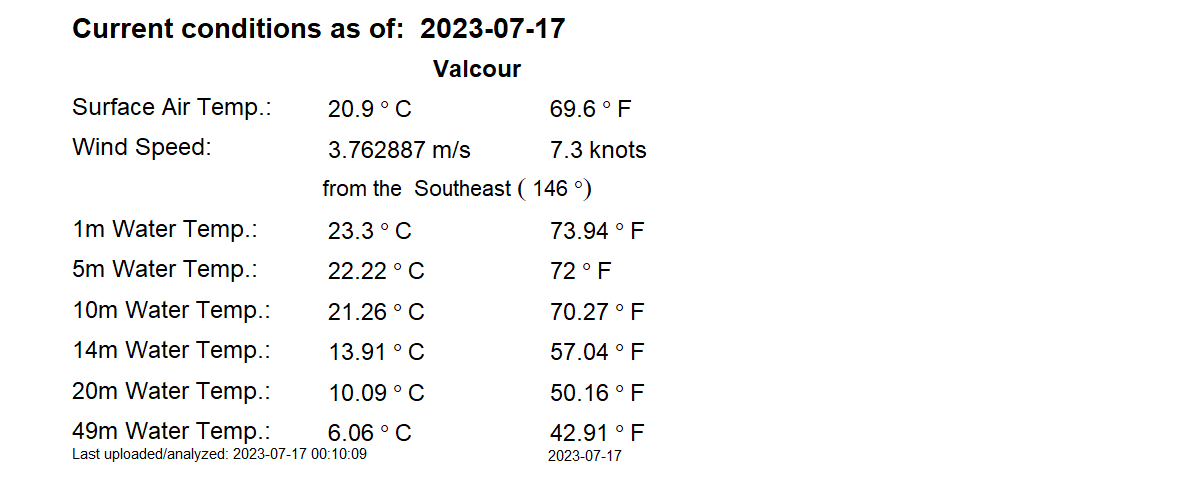 Current conditions as of:  2023-07-17
Valcour
Surface Air Temp.: 20.9 ° C 69.6 ° F
Wind Speed: 3.762887 m/s 7.3 knots
from the  Southeast ( 146 °)
1m Water Temp.: 23.3 ° C 73.94 ° F
5m Water Temp.: 22.22 ° C 72 ° F
10m Water Temp.: 21.26 ° C 70.27 ° F
14m Water Temp.: 13.91 ° C 57.04 ° F
20m Water Temp.: 10.09 ° C 50.16 ° F
49m Water Temp.: 6.06 ° C 42.91 ° F
Last uploaded/analyzed: 2023-07-17 00:10:09 2023-07-17